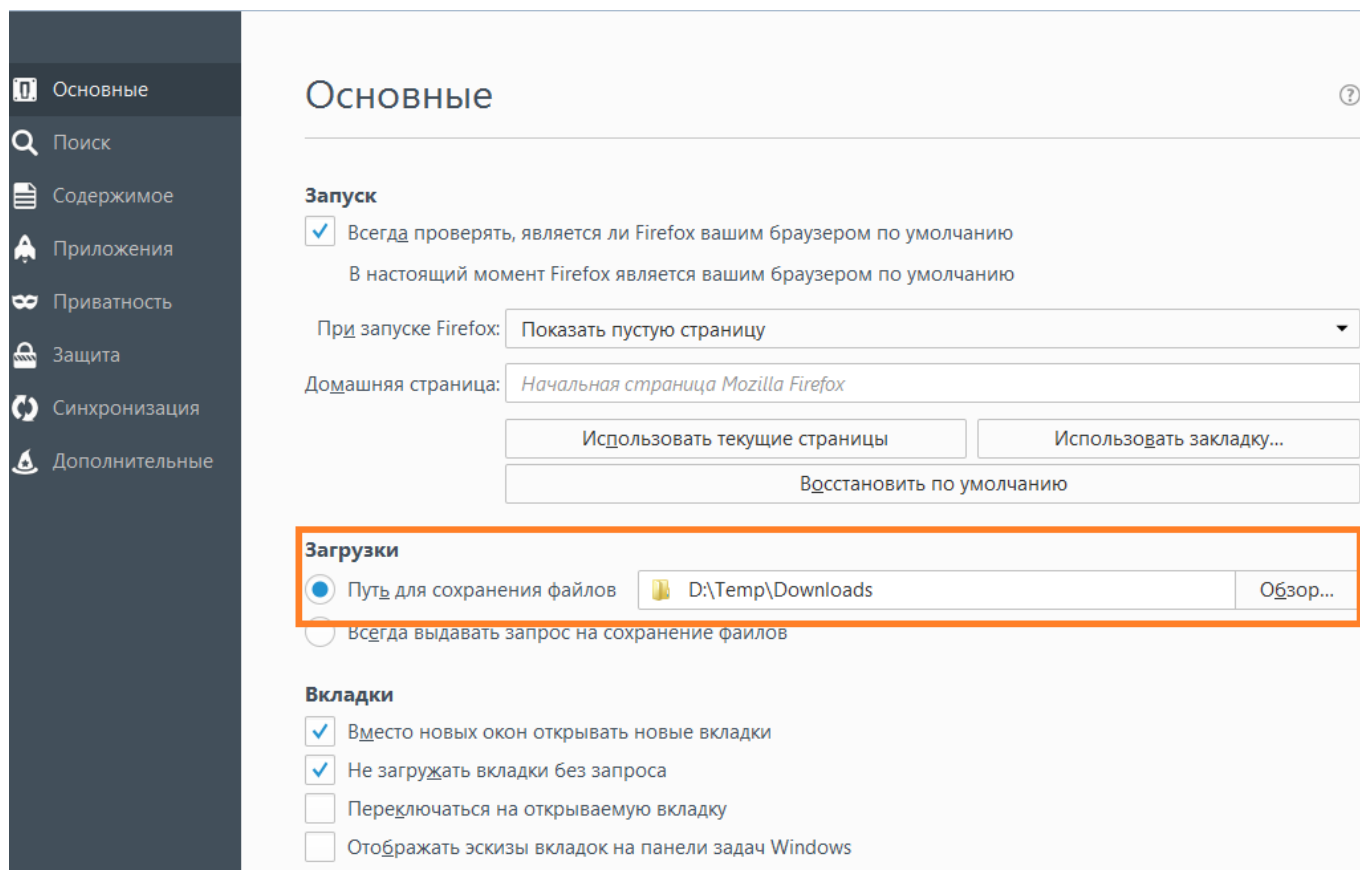 Основные
Поиск
Содержимое
Приложения
Приватность
Защита
Синхронизация
Дополнительные
Основные
?
Запуск
Всегда проверять, является ли Firefox вашим браузером по умолчанию
В настоящий момент Firefox является вашим браузером по умолчанию
При запуске Firefox: Показать пустую страницу
Домашняя страница: Начальная страница Mozilla Firefox
Использовать текущие страницы Использовать закладку...
Восстановить по умолчанию
Загрузки
Путь для сохранения файлов D:\Temp\Downloads Обзор...
Всегда выдавать запрос на сохранение файлов
Вкладки
Вместо новых окон открывать новые вкладки
Не загружать вкладки без запроса
Переключаться на открываемую вкладку
Отображать эскизы вкладок на панели задач Windows